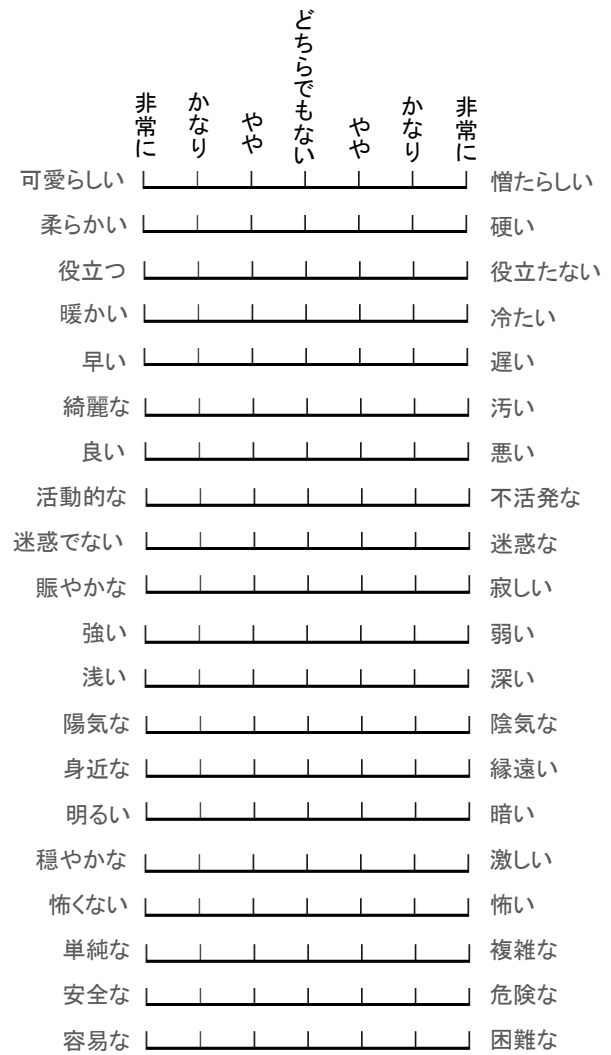 非常に かなり やや どちらでもない やや かなり 非常に
可愛らしい 憎たらしい
柔らかい 硬い
役立つ 役立たない
暖かい 冷たい
早い 遅い
綺麗な 汚い
良い 悪い
活動的な 不活発な
迷惑でない 迷惑な
賑やかな 寂しい
強い 弱い
浅い 深い
陽気な 陰気な
身近な 縁遠い
明るい 暗い
穏やかな 激しい
怖くない 怖い
単純な 複雑な
安全な 危険な
容易な 困難な